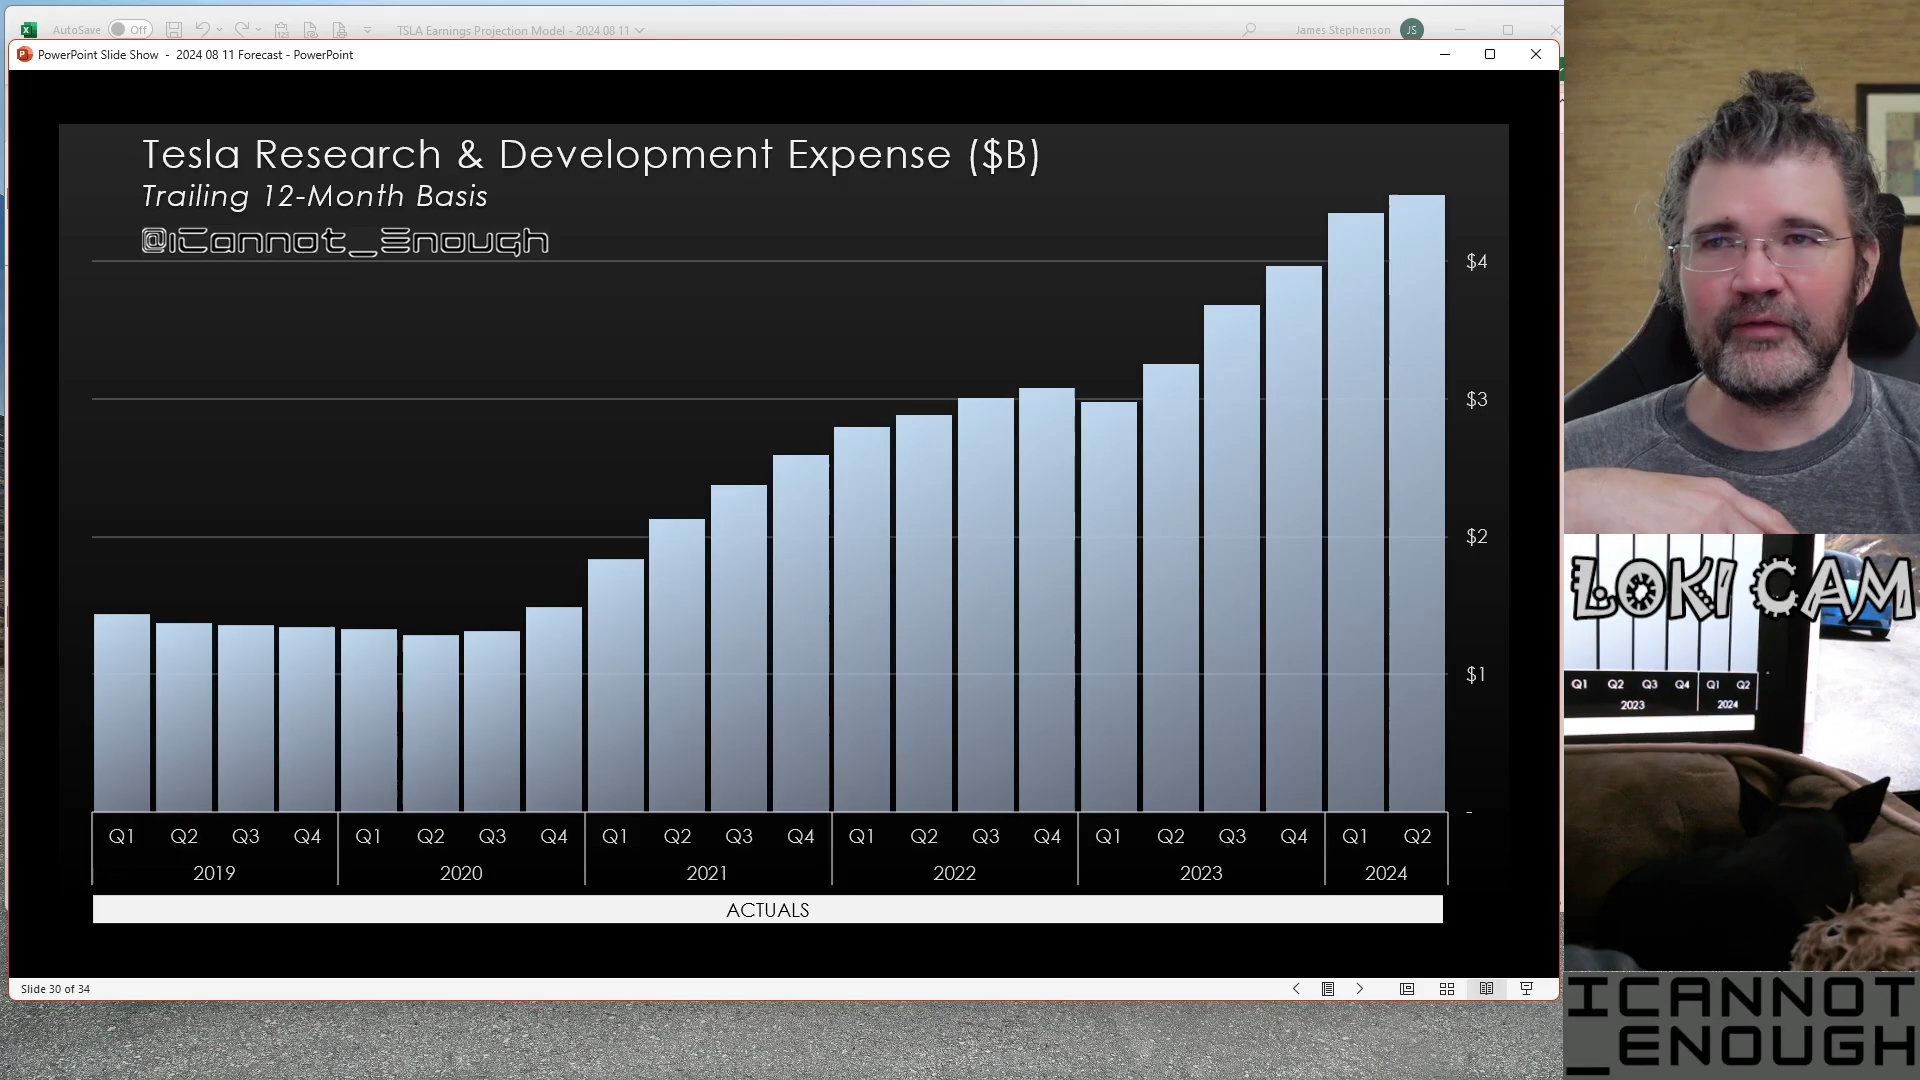 AutoSave Off TSLA Earnings Projection Model - 2024 08 11 James Stephenson JS
PowerPoint Slide Show - 2024 08 11 Forecast - PowerPoint
Tesla Research & Development Expense ($B)
Trailing 12-Month Basis
@iCannot_Enough
$4
$3
$2
$1
-
Q1 Q2 Q3 Q4 Q1 Q2 Q3 Q4 Q1 Q2 Q3 Q4 Q1 Q2 Q3 Q4 Q1 Q2 Q3 Q4 Q1 Q2
2019 2020 2021 2022 2023 2024
ACTUALS
Slide 30 of 34
LOKI CAM
Q1 Q2 Q3 Q4 Q1 Q2
2023 2024
ICANNOT
_ENOUGH